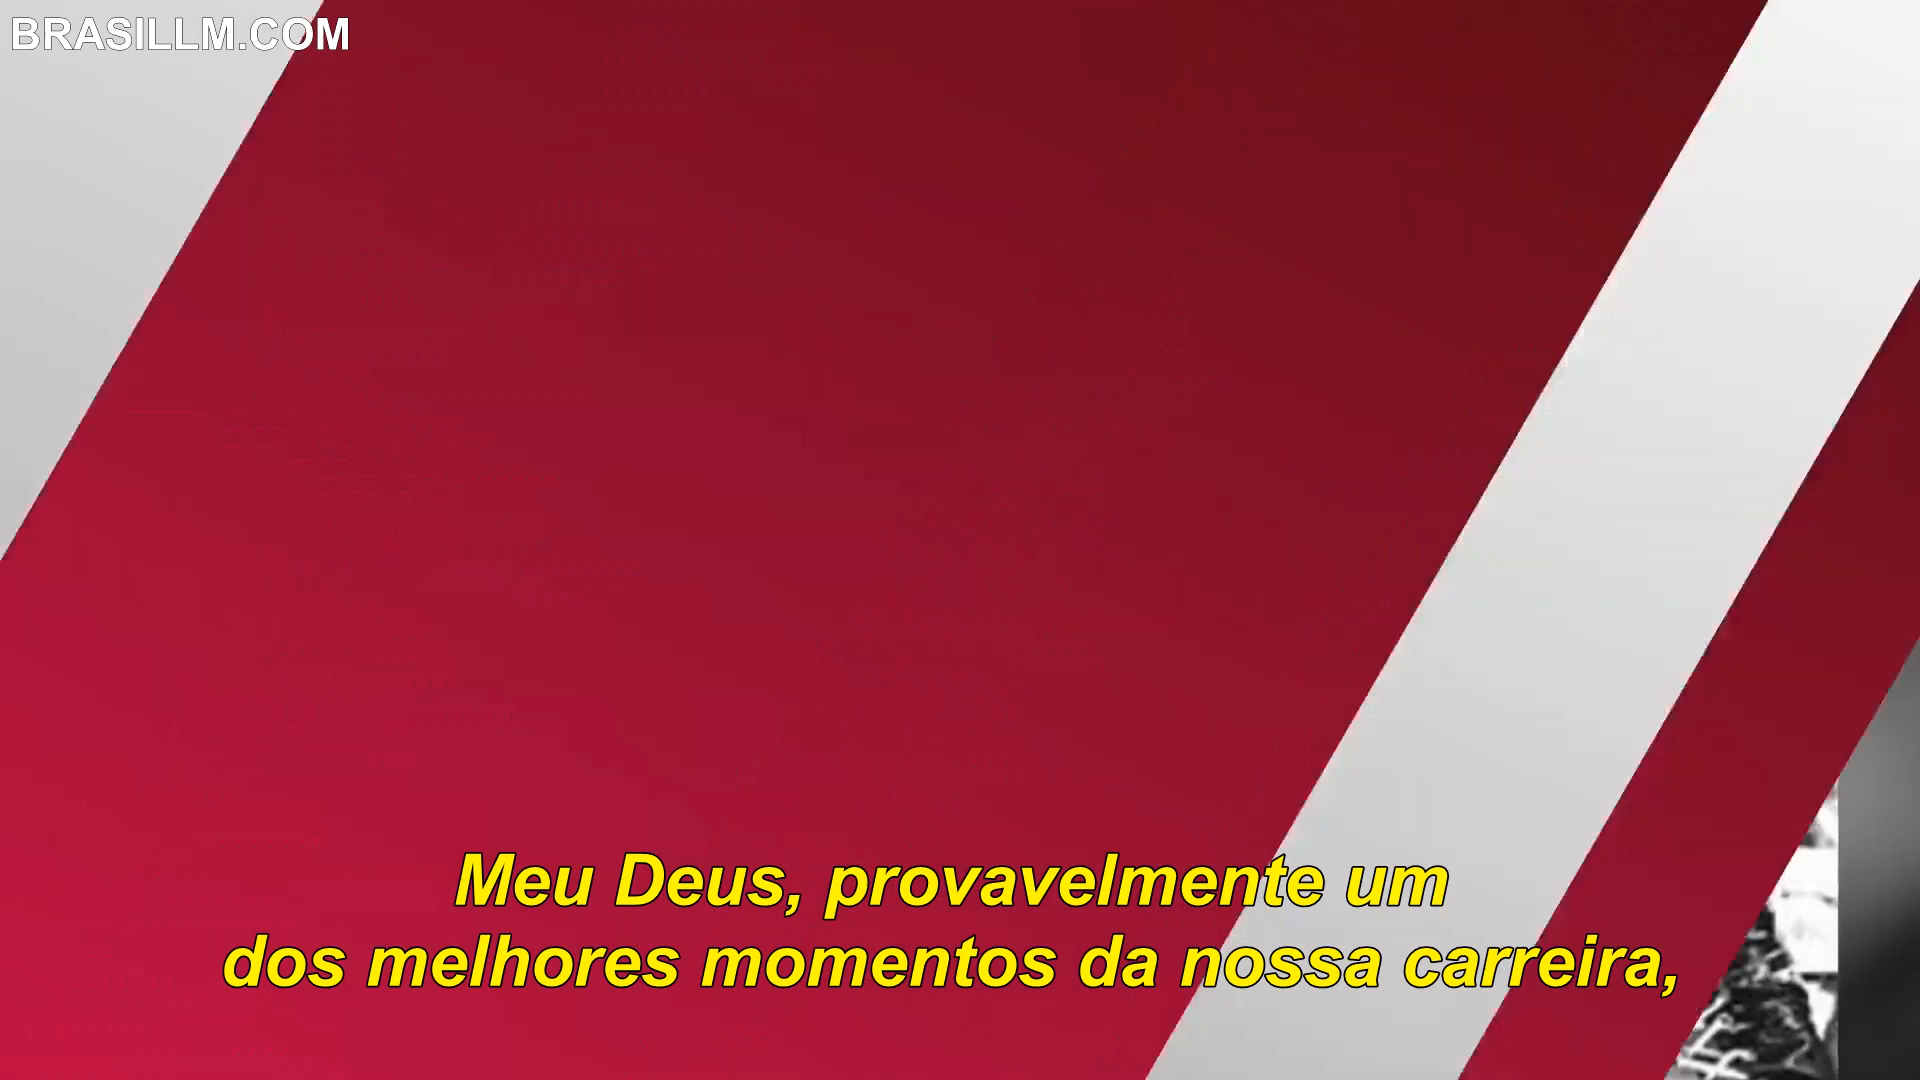 BRASILLM.COM
Meu Deus, provavelmente um
dos melhores momentos da nossa carreira,